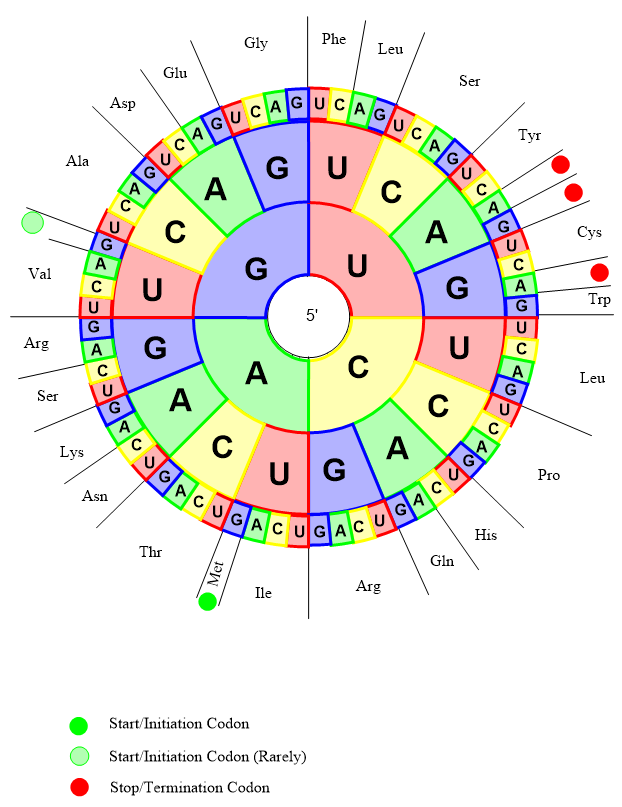 Phe
Leu
Ser
Tyr
Cys
Trp
Leu
Pro
His
Gln
Arg
Ile
Met
Thr
Asn
Lys
Ser
Arg
Val
Ala
Asp
Glu
Gly
5'
U
C
A
G
U C A G
U C A G
U C A G
U C A G
U C A G U C A G U C A G U C A G
U C A G U C A G U C A G U C A G
U C A G U C A G U C A G U C A G
U C A G U C A G U C A G U C A G
Start/Initiation Codon
Start/Initiation Codon (Rarely)
Stop/Termination Codon